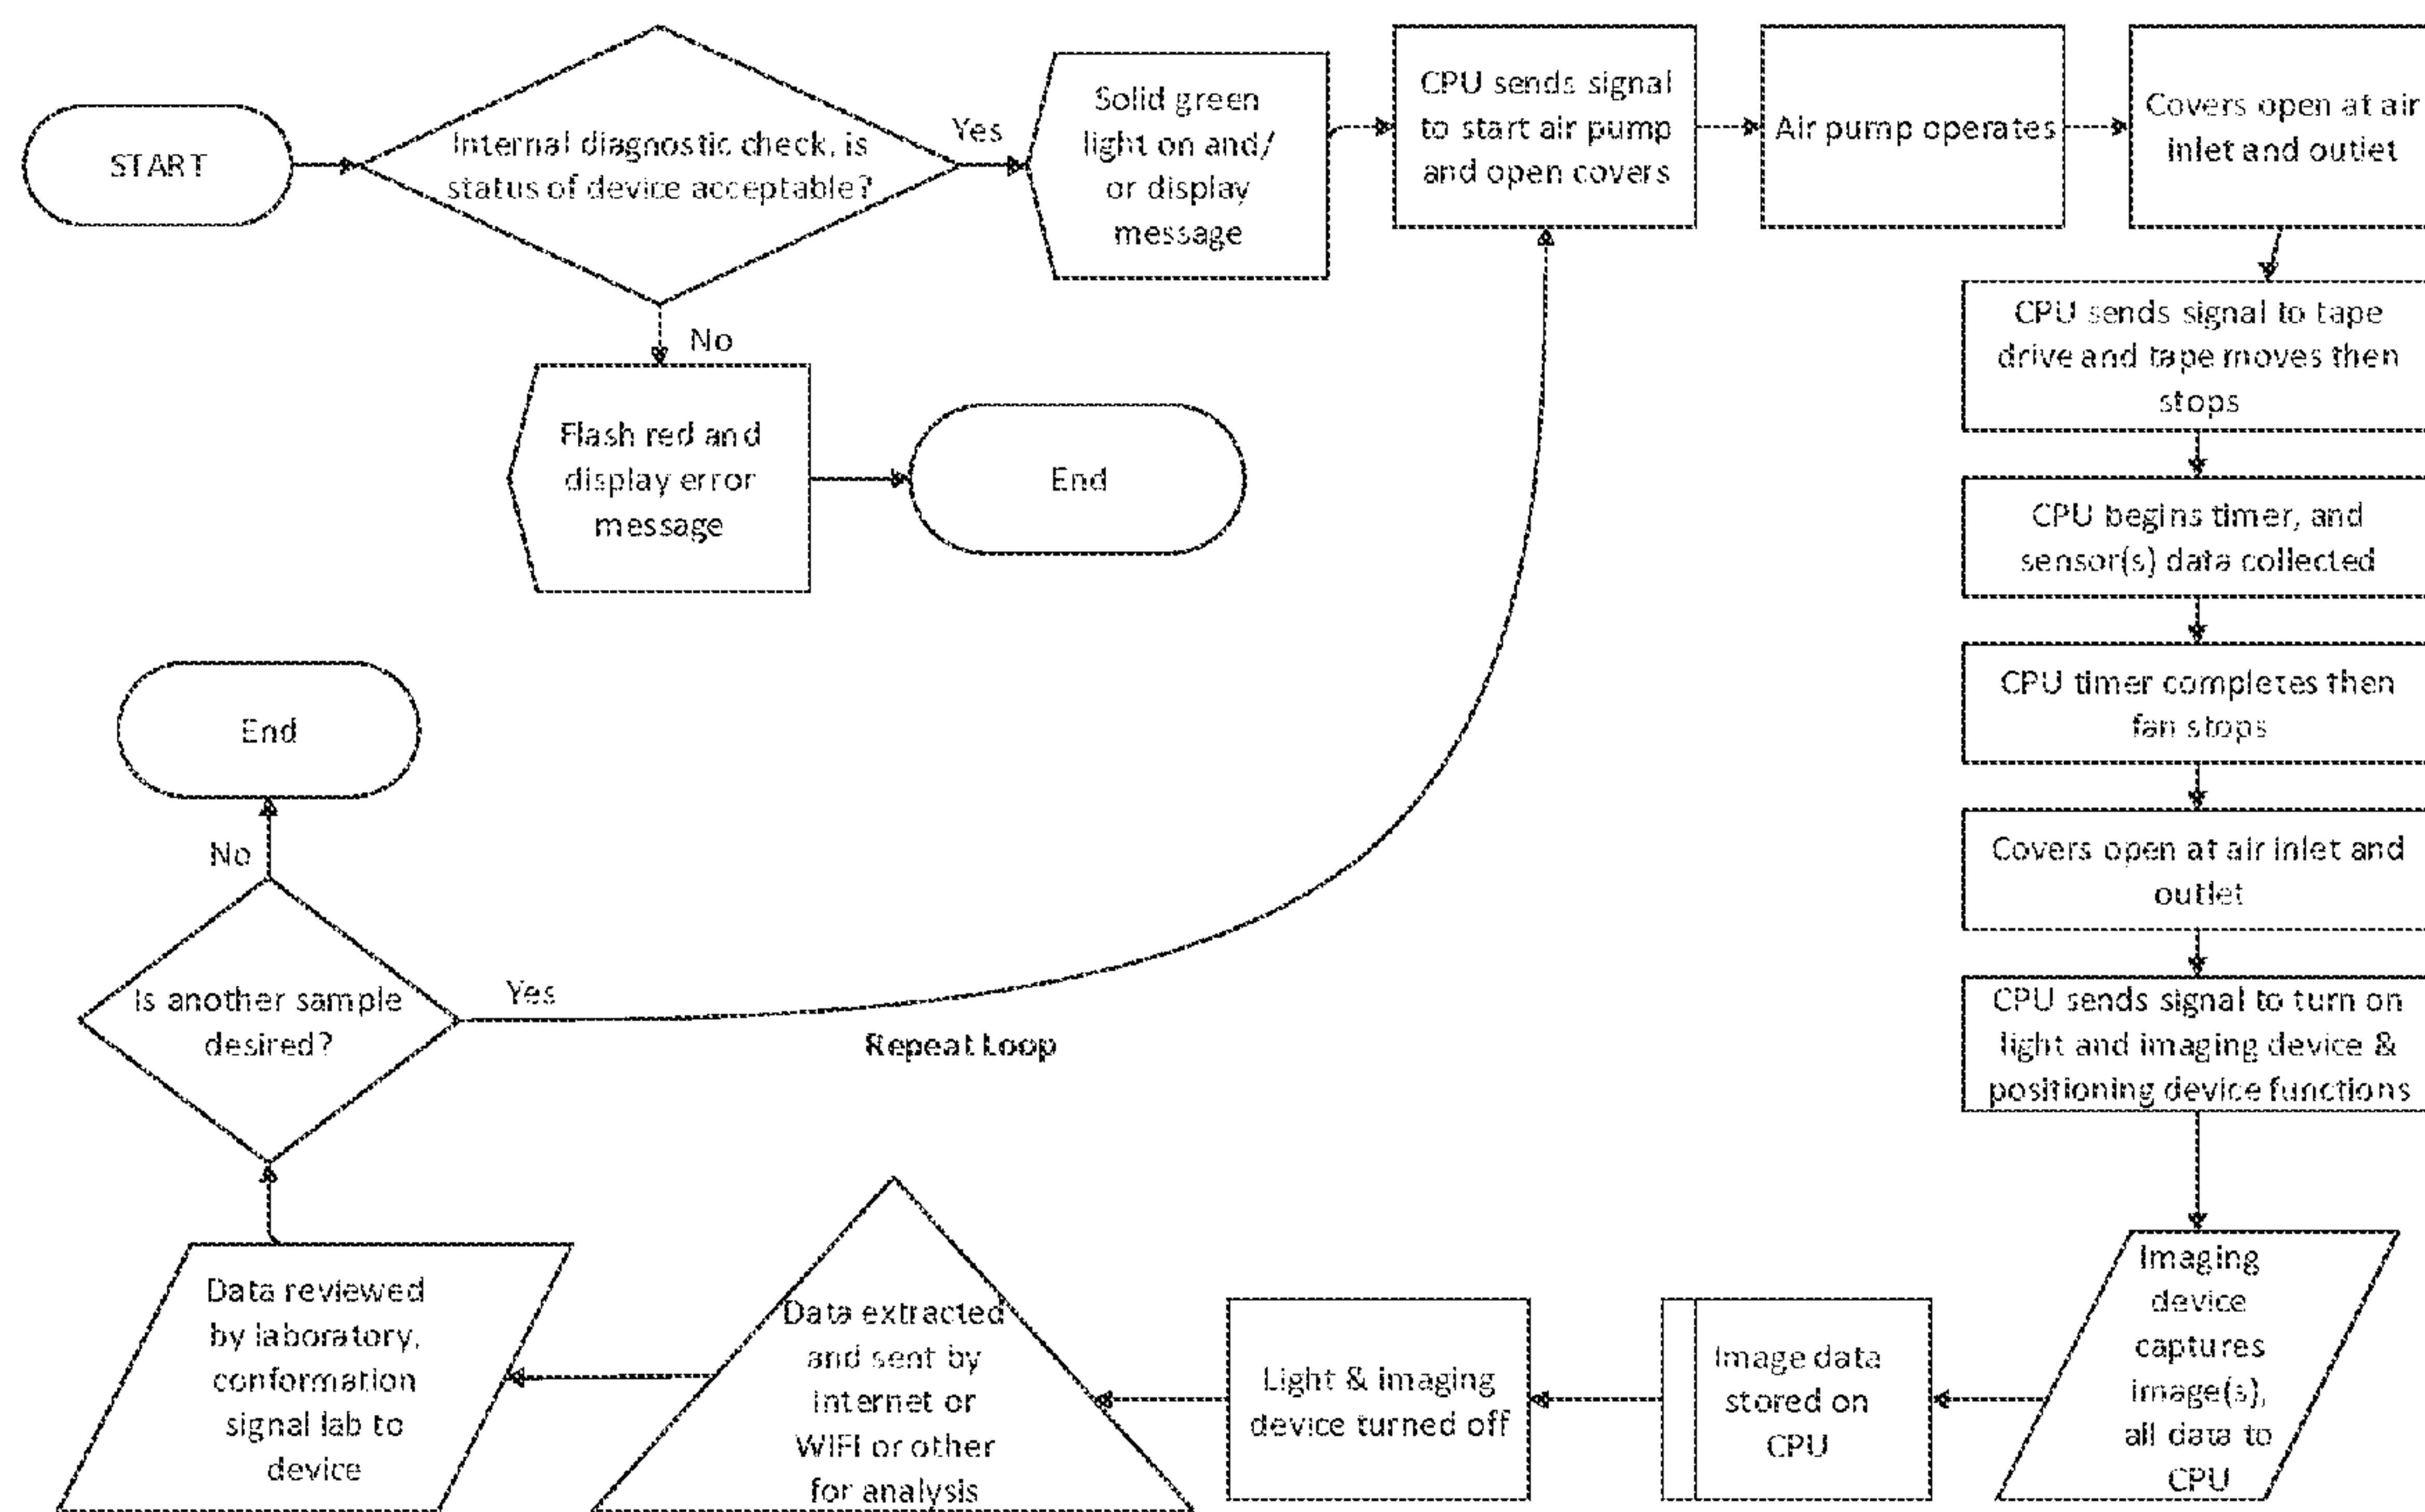 START
Internal diagnostic check, is
status of device acceptable?
Yes
Solid green
light on and/
or display
message
CPU sends signal
to start air pump
and open covers
Air pump operates
Covers open at air
inlet and outlet
No
Flash red and
display error
message
End
CPU sends signal to tape
drive and tape moves then
stops
CPU begins timer, and
sensor(s) data collected
CPU timer completes then
fan stops
Covers open at air inlet and
outlet
CPU sends signal to turn on
light and imaging device &
positioning device functions
Imaging
device
captures
image(s),
all data to
CPU
Image data
stored on
CPU
Light & imaging
device turned off
Data extracted
and sent by
internet or
WIFI or other
for analysis
Data reviewed
by laboratory,
conformation
signal lab to
device
Is another sample
desired?
Yes
Repeat Loop
No
End